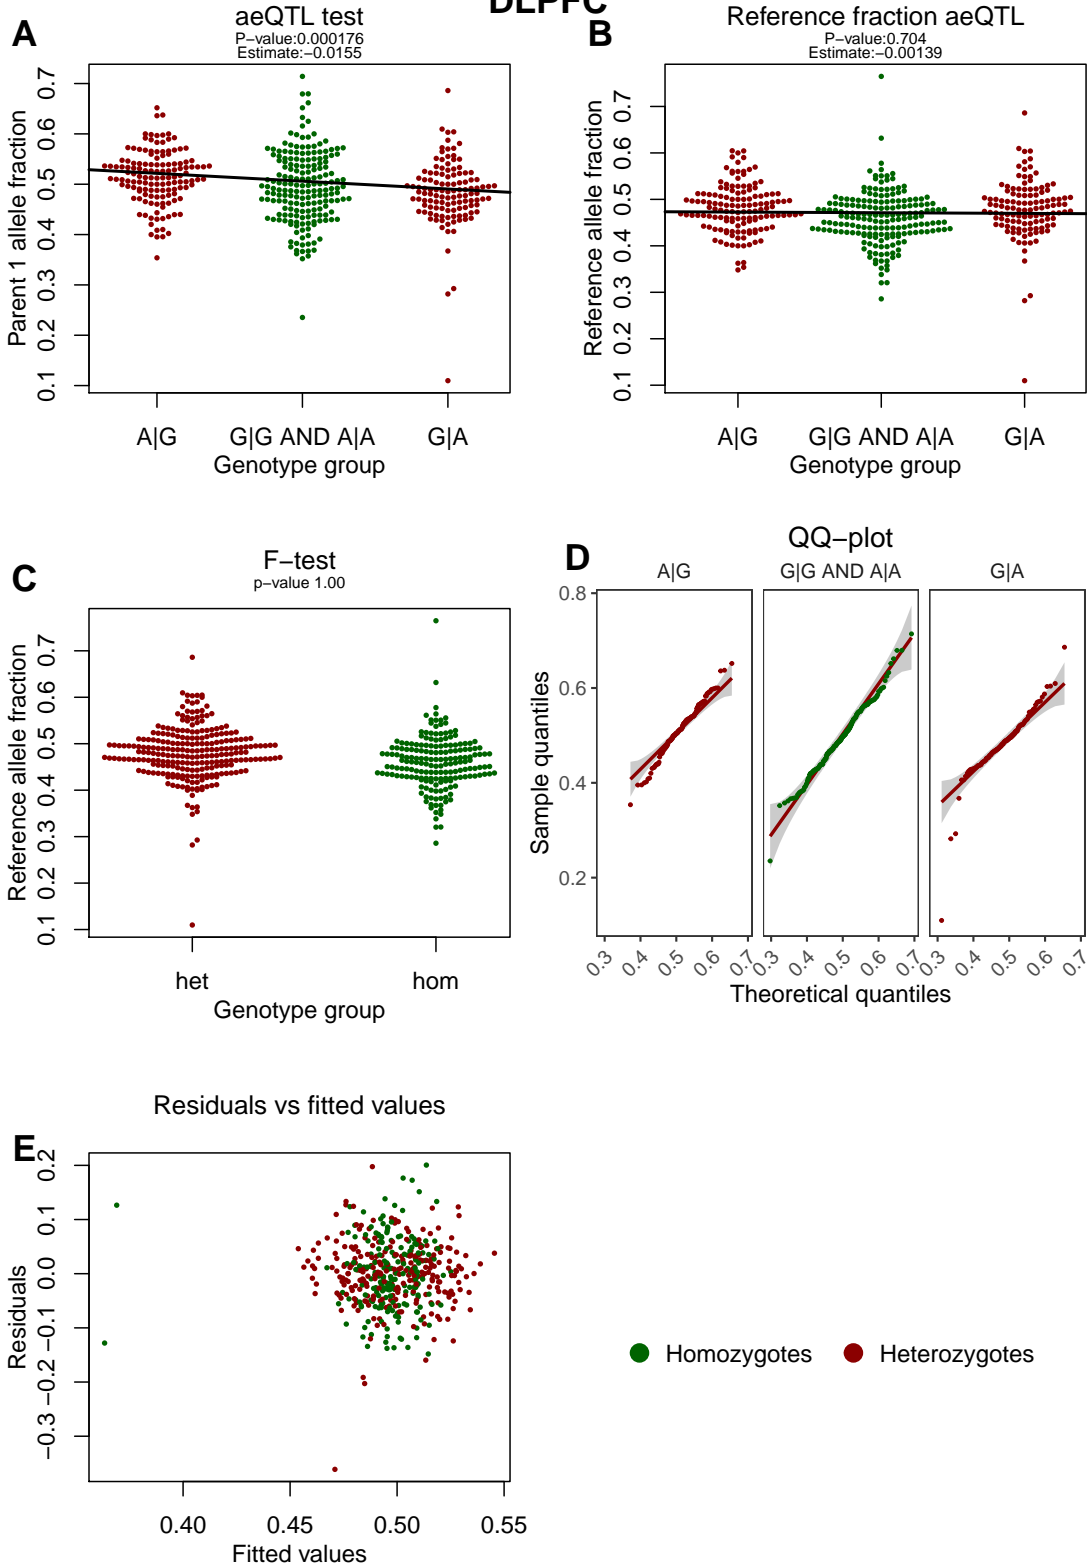 DLPFC
A
aeQTL test
P−value:0.000176
Estimate:−0.0155
Parent 1 allele fraction
0.7
0.6
0.5
0.4
0.3
0.2
0.1
A|G G|G AND A|A G|A
Genotype group
B
Reference fraction aeQTL
P−value:0.704
Estimate:−0.00139
Reference allele fraction
0.7
0.6
0.5
0.4
0.3
0.2
0.1
A|G G|G AND A|A G|A
Genotype group
C
F−test
p−value 1.00
Reference allele fraction
0.7
0.6
0.5
0.4
0.3
0.2
0.1
het hom
Genotype group
D
QQ−plot
A|G G|G AND A|A G|A
Sample quantiles
0.8
0.6
0.4
0.2
0.3 0.4 0.5 0.6 0.7 0.3 0.4 0.5 0.6 0.7 0.3 0.4 0.5 0.6 0.7
Theoretical quantiles
E
Residuals vs fitted values
Residuals
0.2
0.1
0.0
−0.1
−0.2
−0.3
0.40 0.45 0.50 0.55
Fitted values
Homozygotes Heterozygotes